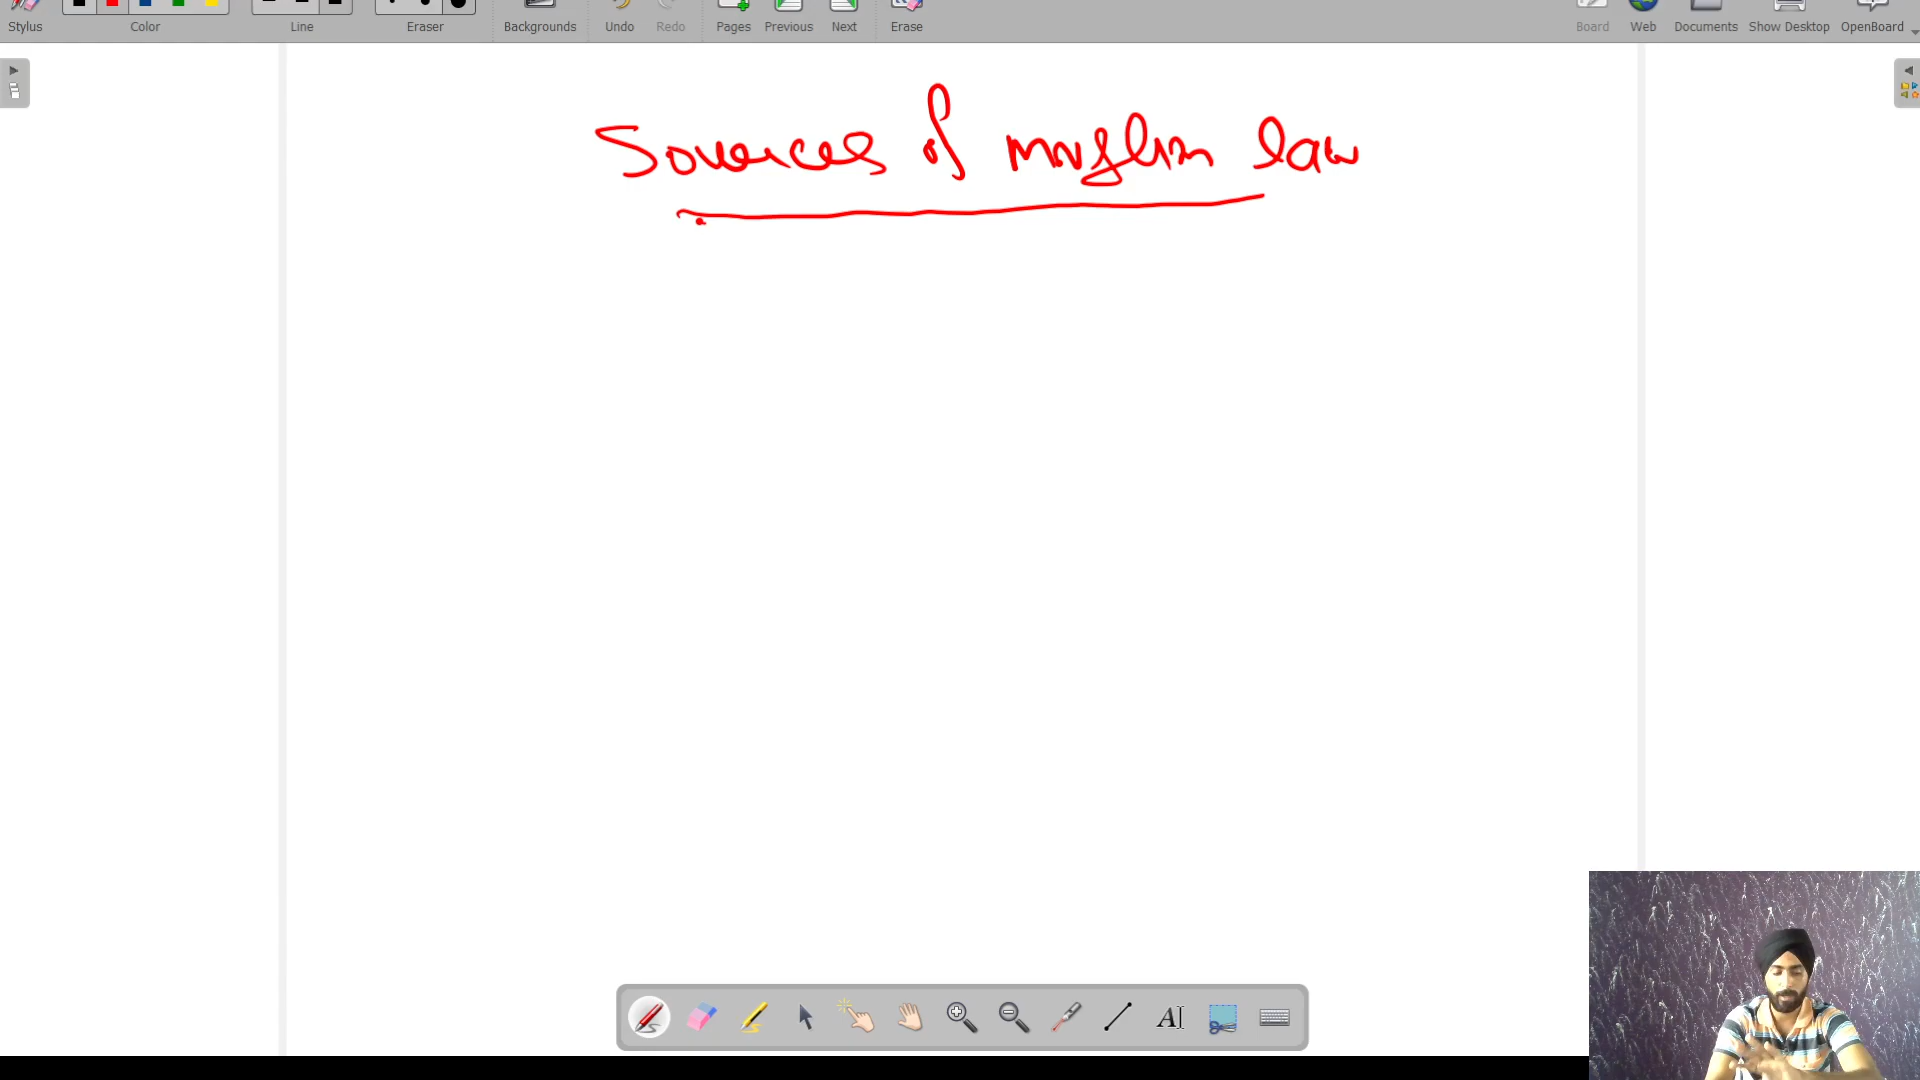 Stylus Color Line Eraser Backgrounds Undo Redo Pages Previous Next Erase Board Web Documents Show Desktop OpenBoard
Sources of muslim law
A